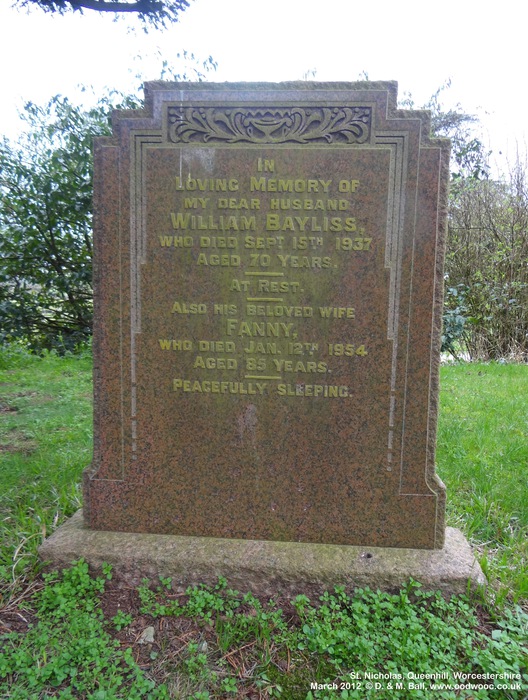 IN
LOVING MEMORY OF
MY DEAR HUSBAND
WILLIAM BAYLISS,
WHO DIED SEPT 15TH 1937
AGED 70 YEARS.
AT REST.
ALSO HIS BELOVED WIFE
FANNY,
WHO DIED JAN. 12TH 1954
AGED 85 YEARS.
PEACEFULLY SLEEPING.
St. Nicholas, Queenhill, Worcestershire
March 2012 © D. & M. Ball, www.oodwooc.co.uk